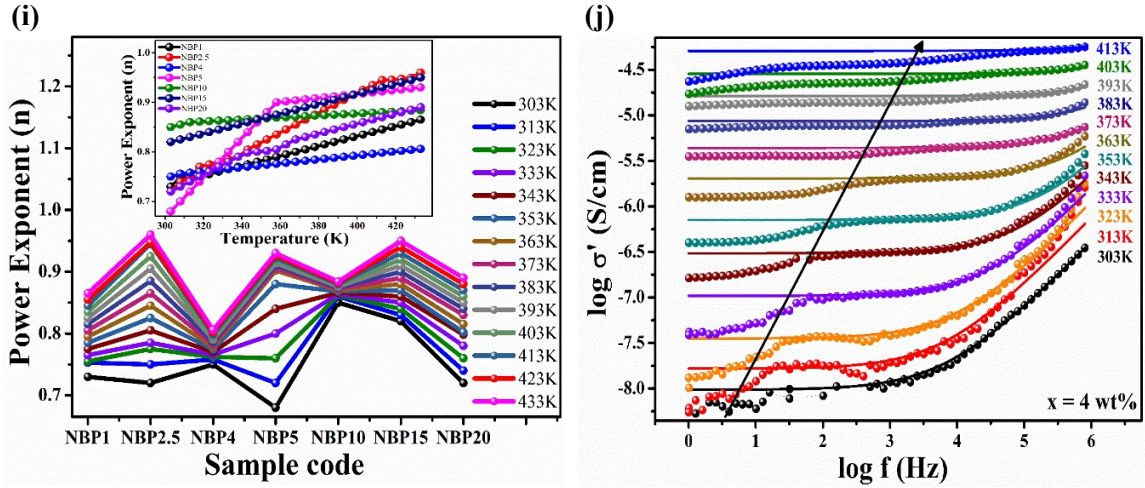 (i)
Power Exponent (n)
1.2
1.1
1.0
0.9
0.8
0.7
NBP1 NBP2.5 NBP4 NBP5 NBP10 NBP15 NBP20
Sample code
303K
313K
323K
333K
343K
353K
363K
373K
383K
393K
403K
413K
423K
433K
Power Exponent (n)
1.0
0.9
0.8
0.7
NBP1
NBP2.5
NBP4
NBP5
NBP10
NBP15
NBP20
300 320 340 360 380 400 420
Temperature (K)
(j)
log σ' (S/cm)
-4.5
-5.0
-5.5
-6.0
-6.5
-7.0
-7.5
-8.0
413K
403K
393K
383K
373K
363K
353K
343K
333K
323K
313K
303K
x = 4 wt%
0 1 2 3 4 5 6
log f (Hz)